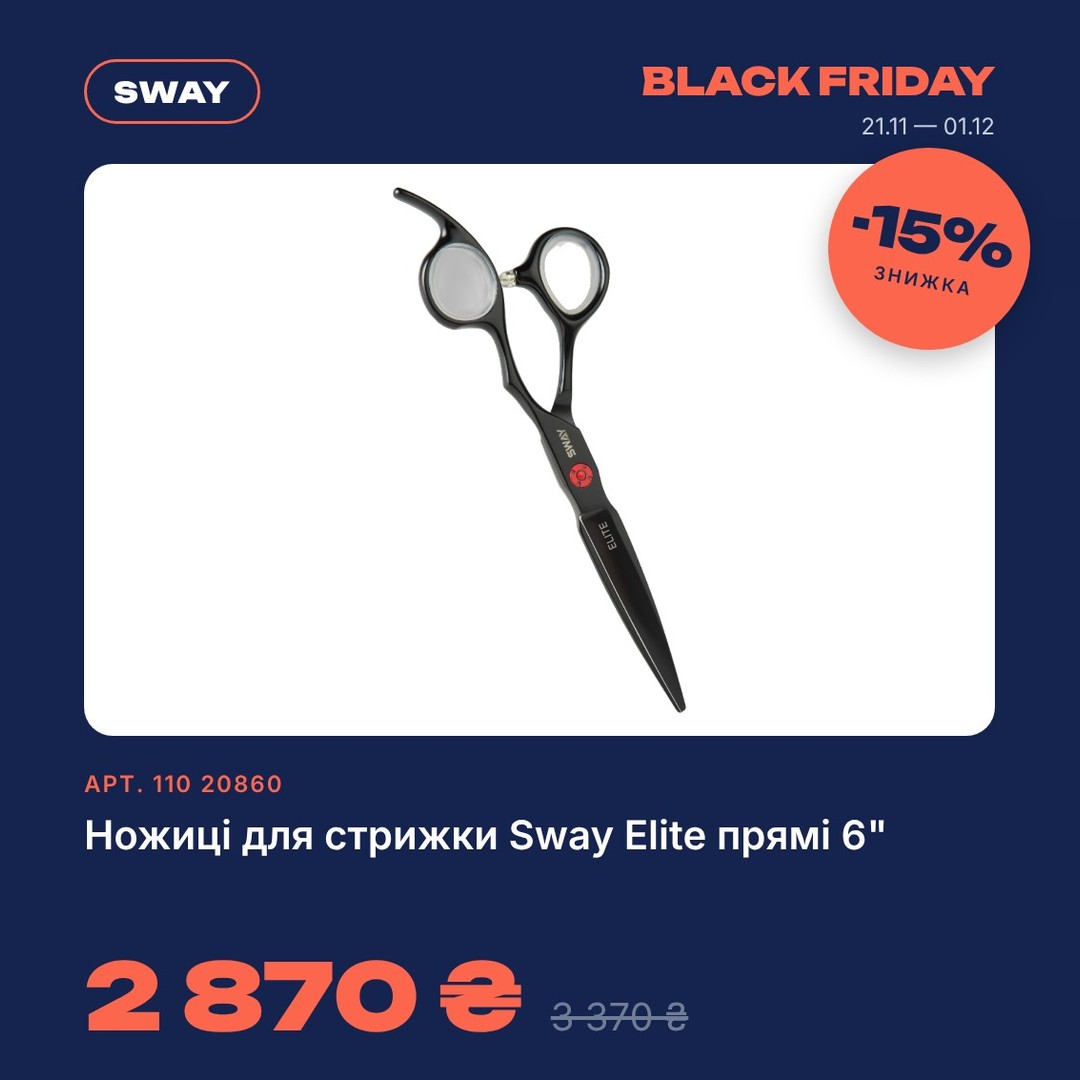 SWAY
BLACK FRIDAY
21.11 — 01.12
-15%
ЗНИЖКА
SWAY
ELITE
АРТ. 110 20860
Ножиці для стрижки Sway Elite прямі 6"
2 870 ₴ 3 370 ₴